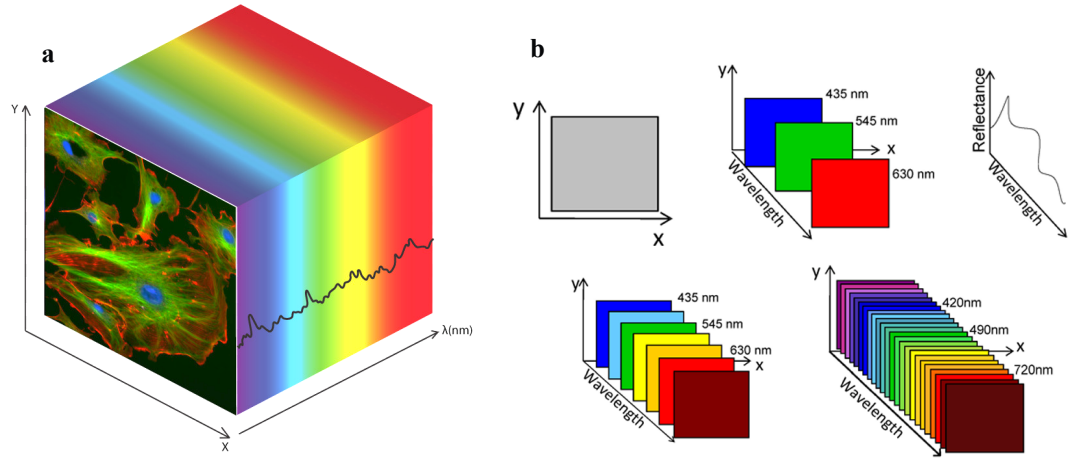 a
Y
X
λ(nm)
b
y
x
y
435 nm
545 nm
x
630 nm
Wavelength
Reflectance
Wavelength
y
435 nm
545 nm
630 nm
x
Wavelength
y
420nm
490nm
x
720nm
Wavelength